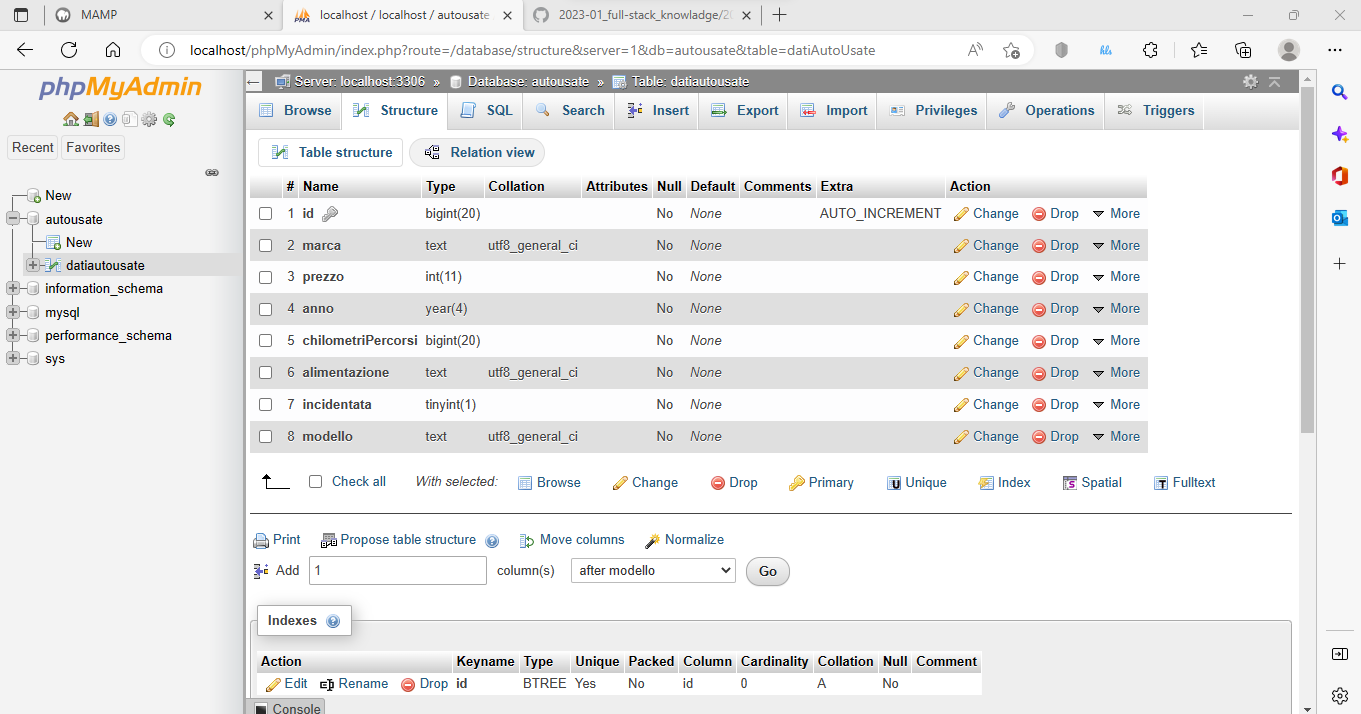 MAMP
localhost / localhost / autousate
2023-01_full-stack_knowladge/20
localhost/phpMyAdmin/index.php?route=/database/structure&server=1&db=autousate&table=datiAutoUsate
phpMyAdmin
Recent Favorites
New
autousate
New
datiautousate
information_schema
mysql
performance_schema
sys
Server: localhost:3306 » Database: autousate » Table: datiautousate
Browse Structure SQL Search Insert Export Import Privileges Operations Triggers
Table structure Relation view
# Name Type Collation Attributes Null Default Comments Extra Action
1 id bigint(20) No None AUTO_INCREMENT Change Drop More
2 marca text utf8_general_ci No None Change Drop More
3 prezzo int(11) No None Change Drop More
4 anno year(4) No None Change Drop More
5 chilometriPercorsi bigint(20) No None Change Drop More
6 alimentazione text utf8_general_ci No None Change Drop More
7 incidentata tinyint(1) No None Change Drop More
8 modello text utf8_general_ci No None Change Drop More
Check all With selected: Browse Change Drop Primary Unique Index Spatial Fulltext
Print Propose table structure Move columns Normalize
Add 1 column(s) after modello Go
Indexes
Action Keyname Type Unique Packed Column Cardinality Collation Null Comment
Edit Rename Drop id BTREE Yes No id 0 A No
Console